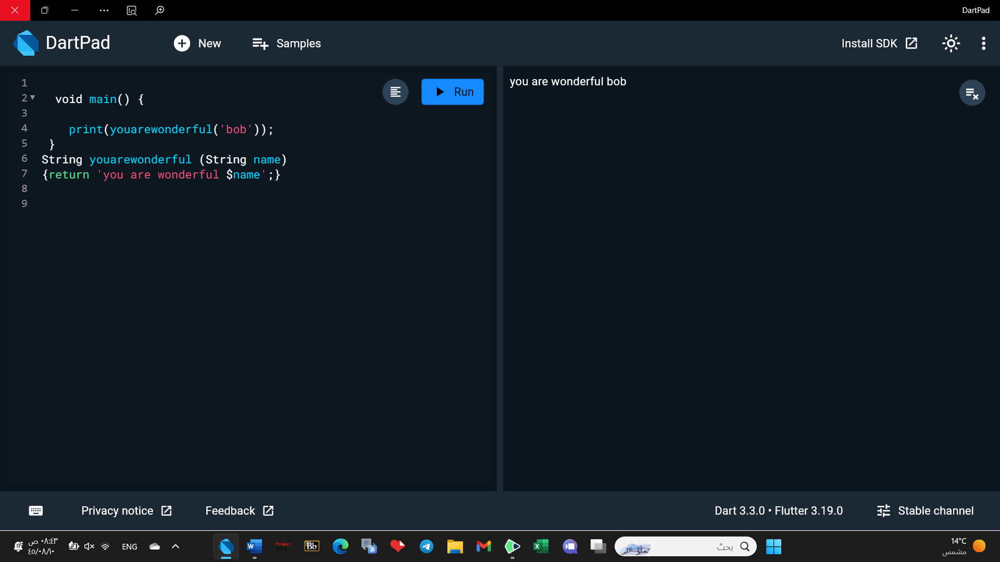 DartPad
DartPad
New
Samples
Install SDK
1
2 void main() {
3
4 print(youarewonderful('bob'));
5 }
6 String youarewonderful (String name)
7 {return 'you are wonderful $name';}
8
9
Run
you are wonderful bob
Privacy notice
Feedback
Dart 3.3.0 • Flutter 3.19.0
Stable channel
٠٨:٤٣ ص
٤٥/٠٨/١٠
ENG
W
Project
Bb
X
بحث
14°C
مشمس